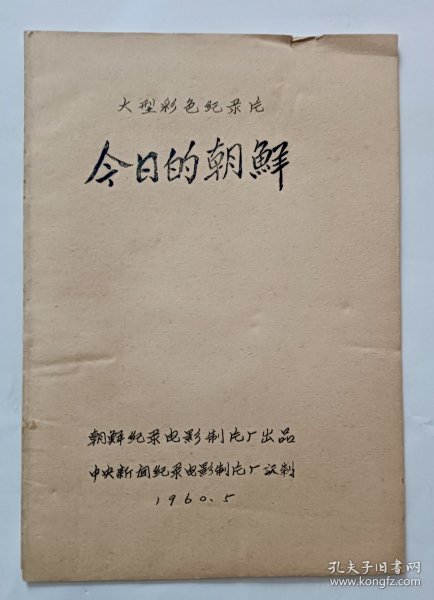 大型彩色纪录片
今日的朝鲜
朝鲜纪录电影制片厂出品
中央新闻纪录电影制片厂译制
1960.5
孔夫子旧书网
www.kongfz.com